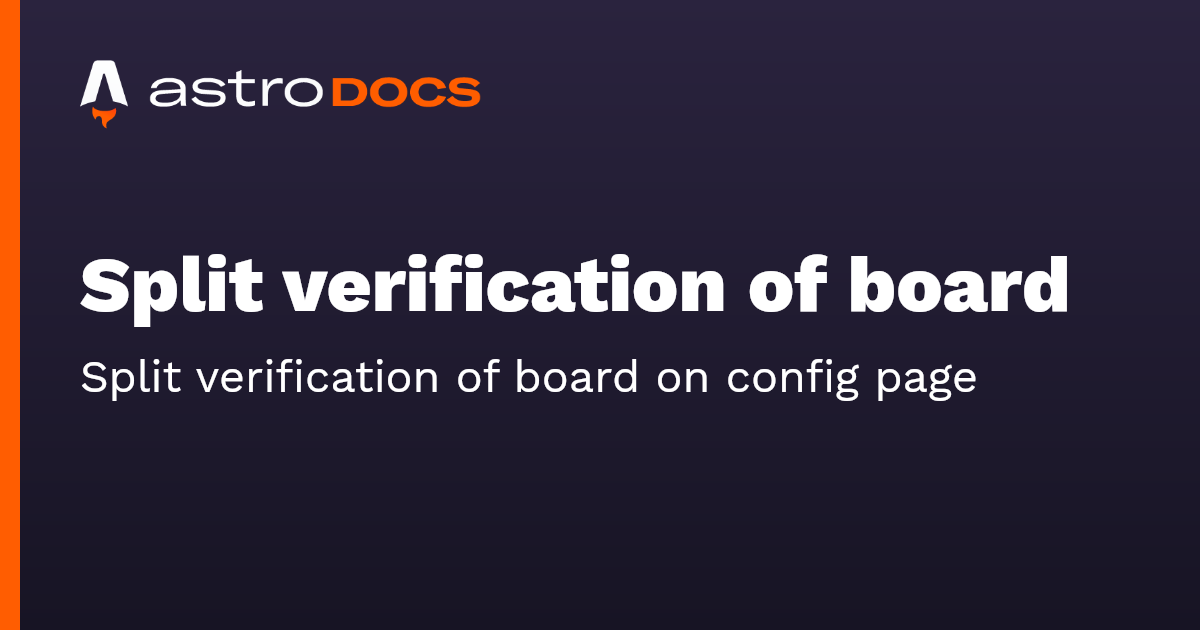 astro DOCS
Split verification of board
Split verification of board on config page